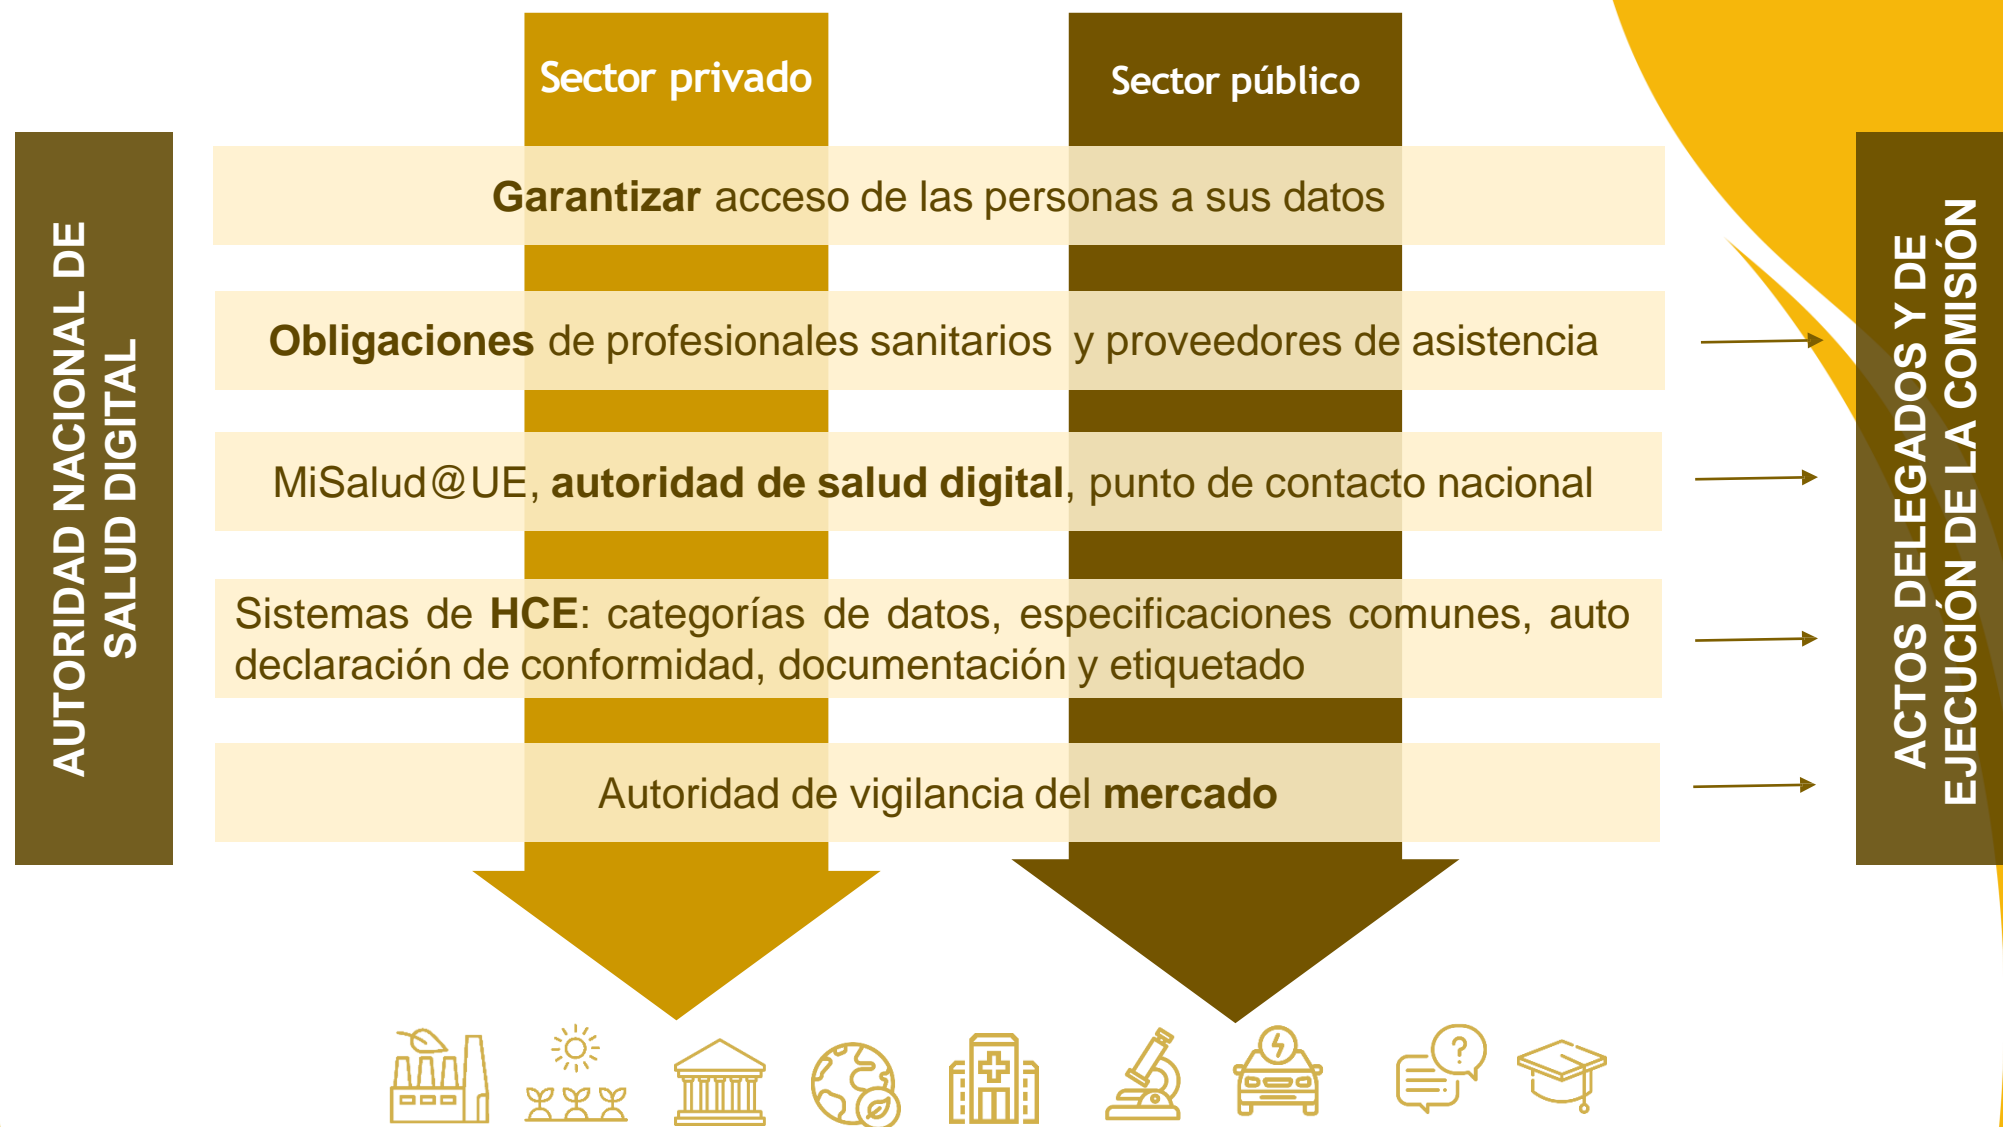 Sector privado
Sector público
AUTORIDAD NACIONAL DE
SALUD DIGITAL
Garantizar acceso de las personas a sus datos
Obligaciones de profesionales sanitarios y proveedores de asistencia
MiSalud@UE, autoridad de salud digital, punto de contacto nacional
Sistemas de HCE: categorías de datos, especificaciones comunes, auto
declaración de conformidad, documentación y etiquetado
Autoridad de vigilancia del mercado
ACTOS DELEGADOS Y DE
EJECUCIÓN DE LA COMISIÓN
?